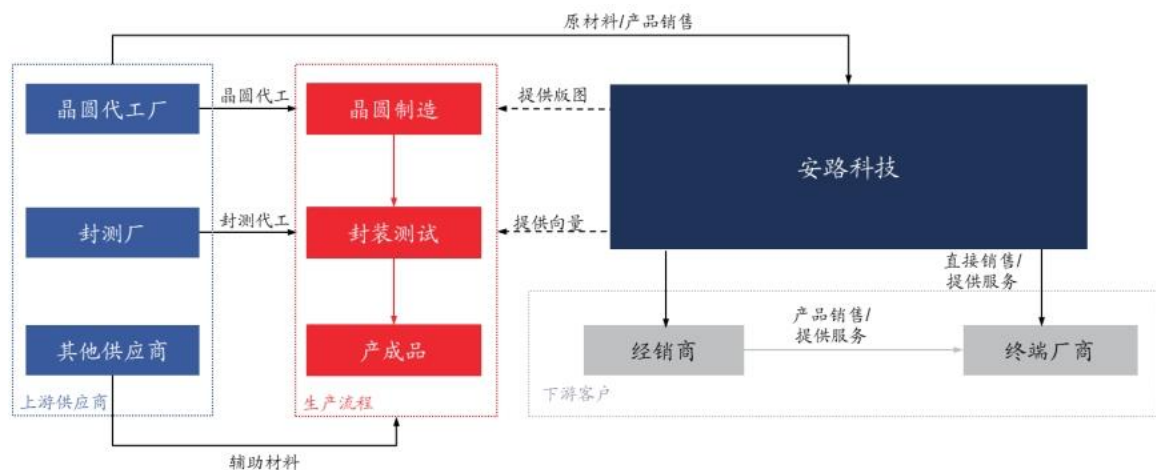 原材料/产品销售
晶圆代工厂
晶圆代工
晶圆制造
提供版图
安路科技
封测厂
封测代工
封装测试
提供向量
直接销售/
提供服务
其他供应商
产成品
经销商
产品销售/
提供服务
终端厂商
上游供应商
生产流程
下游客户
辅助材料